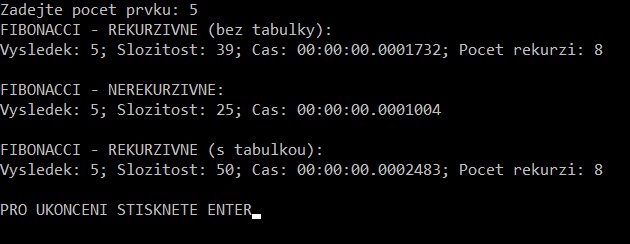 Zadejte pocet prvku: 5
FIBONACCI - REKURZIVNE (bez tabulky):
Vysledek: 5; Slozitost: 39; Cas: 00:00:00.0001732; Pocet rekurzi: 8
FIBONACCI - NEREKURZIVNE:
Vysledek: 5; Slozitost: 25; Cas: 00:00:00.0001004
FIBONACCI - REKURZIVNE (s tabulkou):
Vysledek: 5; Slozitost: 50; Cas: 00:00:00.0002483; Pocet rekurzi: 8
PRO UKONCENI STISKNETE ENTER